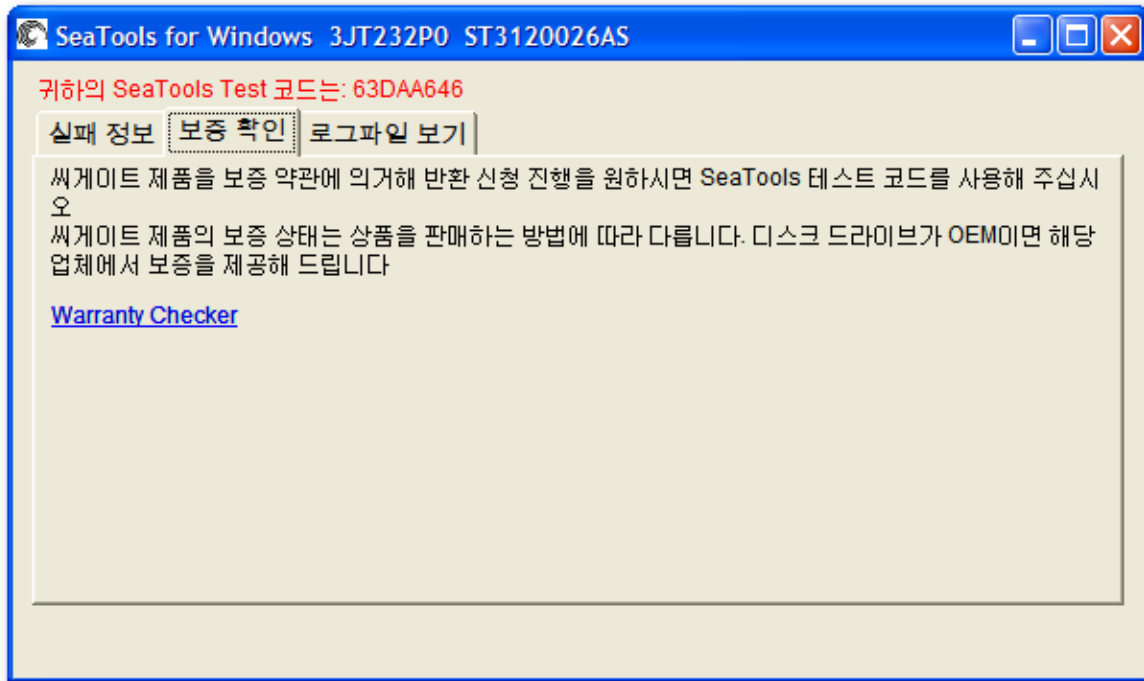 SeaTools for Windows  3JT232P0  ST3120026AS
귀하의 SeaTools Test 코드는: 63DAA646
실패 정보 보증 확인 로그파일 보기
씨게이트 제품을 보증 약관에 의거해 반환 신청 진행을 원하시면 SeaTools 테스트 코드를 사용해 주십시
오
씨게이트 제품의 보증 상태는 상품을 판매하는 방법에 따라 다릅니다. 디스크 드라이브가 OEM이면 해당
업체에서 보증을 제공해 드립니다
Warranty Checker